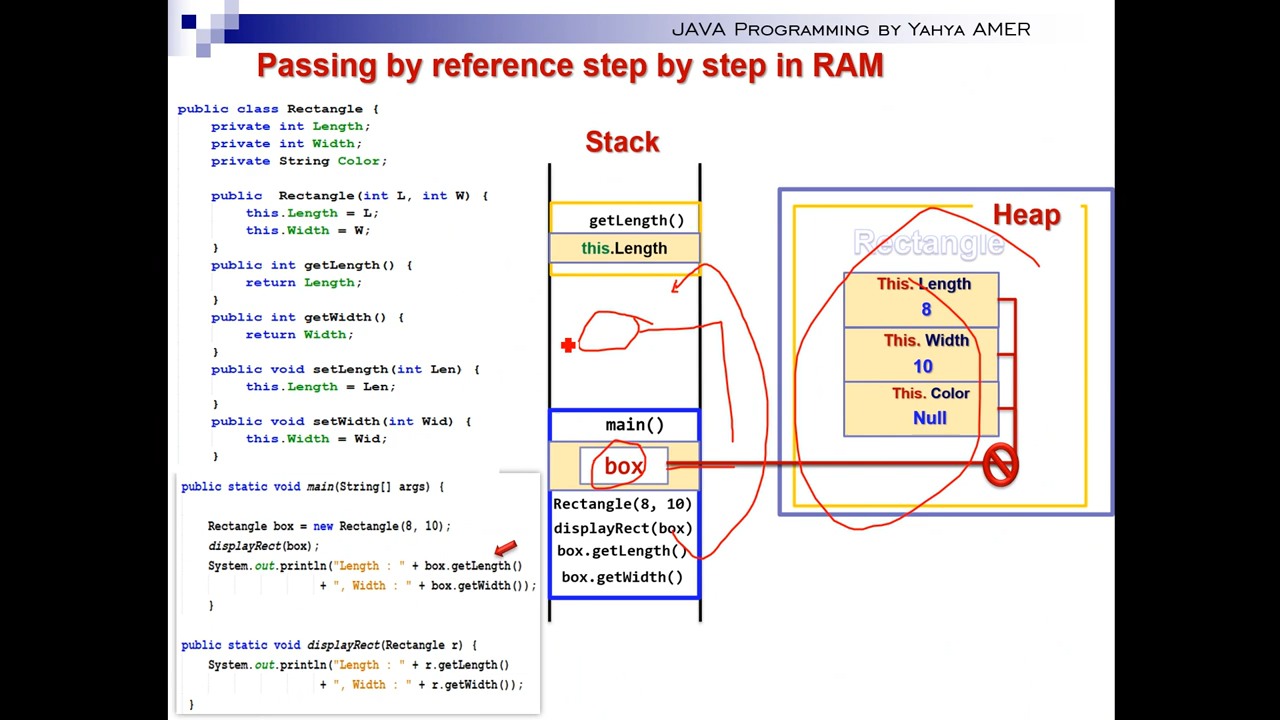 JAVA Programming by Yahya AMER
Passing by reference step by step in RAM
public class Rectangle {
private int Length;
private int Width;
private String Color;
public  Rectangle(int L, int W) {
this.Length = L;
this.Width = W;
}
public int getLength() {
return Length;
}
public int getWidth() {
return Width;
}
public void setLength(int Len) {
this.Length = Len;
}
public void setWidth(int Wid) {
this.Width = Wid;
}
public static void main(String[] args) {
Rectangle box = new Rectangle(8, 10);
displayRect(box);
System.out.println("Length : " + box.getLength()
+ ", Width : " + box.getWidth());
}
public static void displayRect(Rectangle r) {
System.out.println("Length : " + r.getLength()
+ ", Width : " + r.getWidth());
}
Stack
getLength()
this.Length
main()
box
Rectangle(8, 10)
displayRect(box)
box.getLength()
box.getWidth()
Heap
Rectangle
This. Length
8
This. Width
10
This. Color
Null